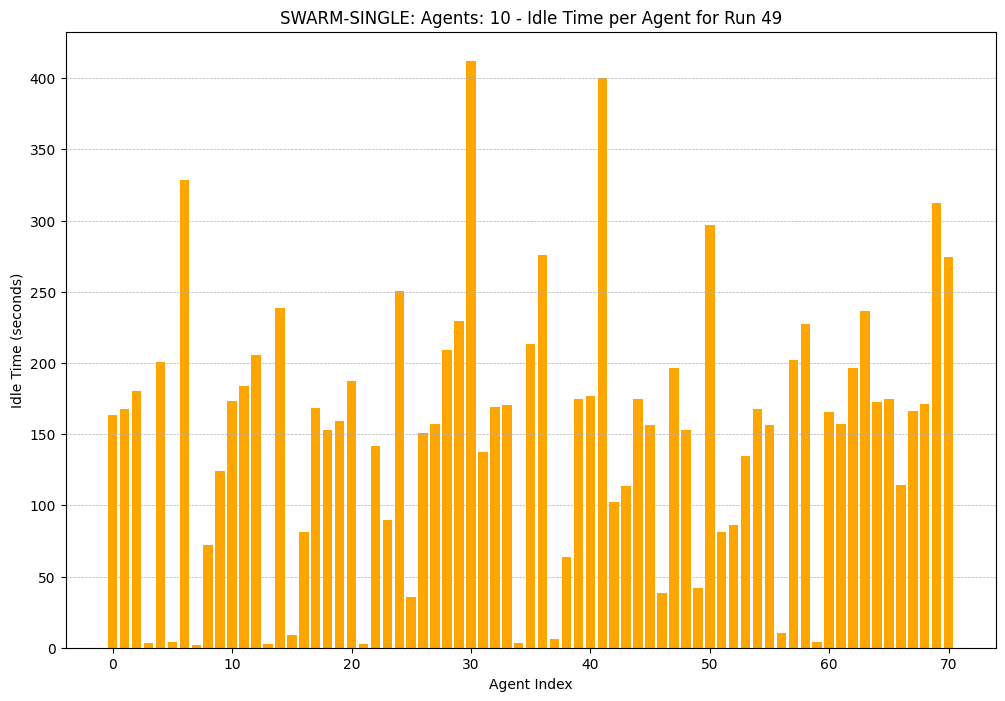 SWARM-SINGLE: Agents: 10 - Idle Time per Agent for Run 49
Idle Time (seconds)
400
350
300
250
200
150
100
50
0
0 10 20 30 40 50 60 70
Agent Index